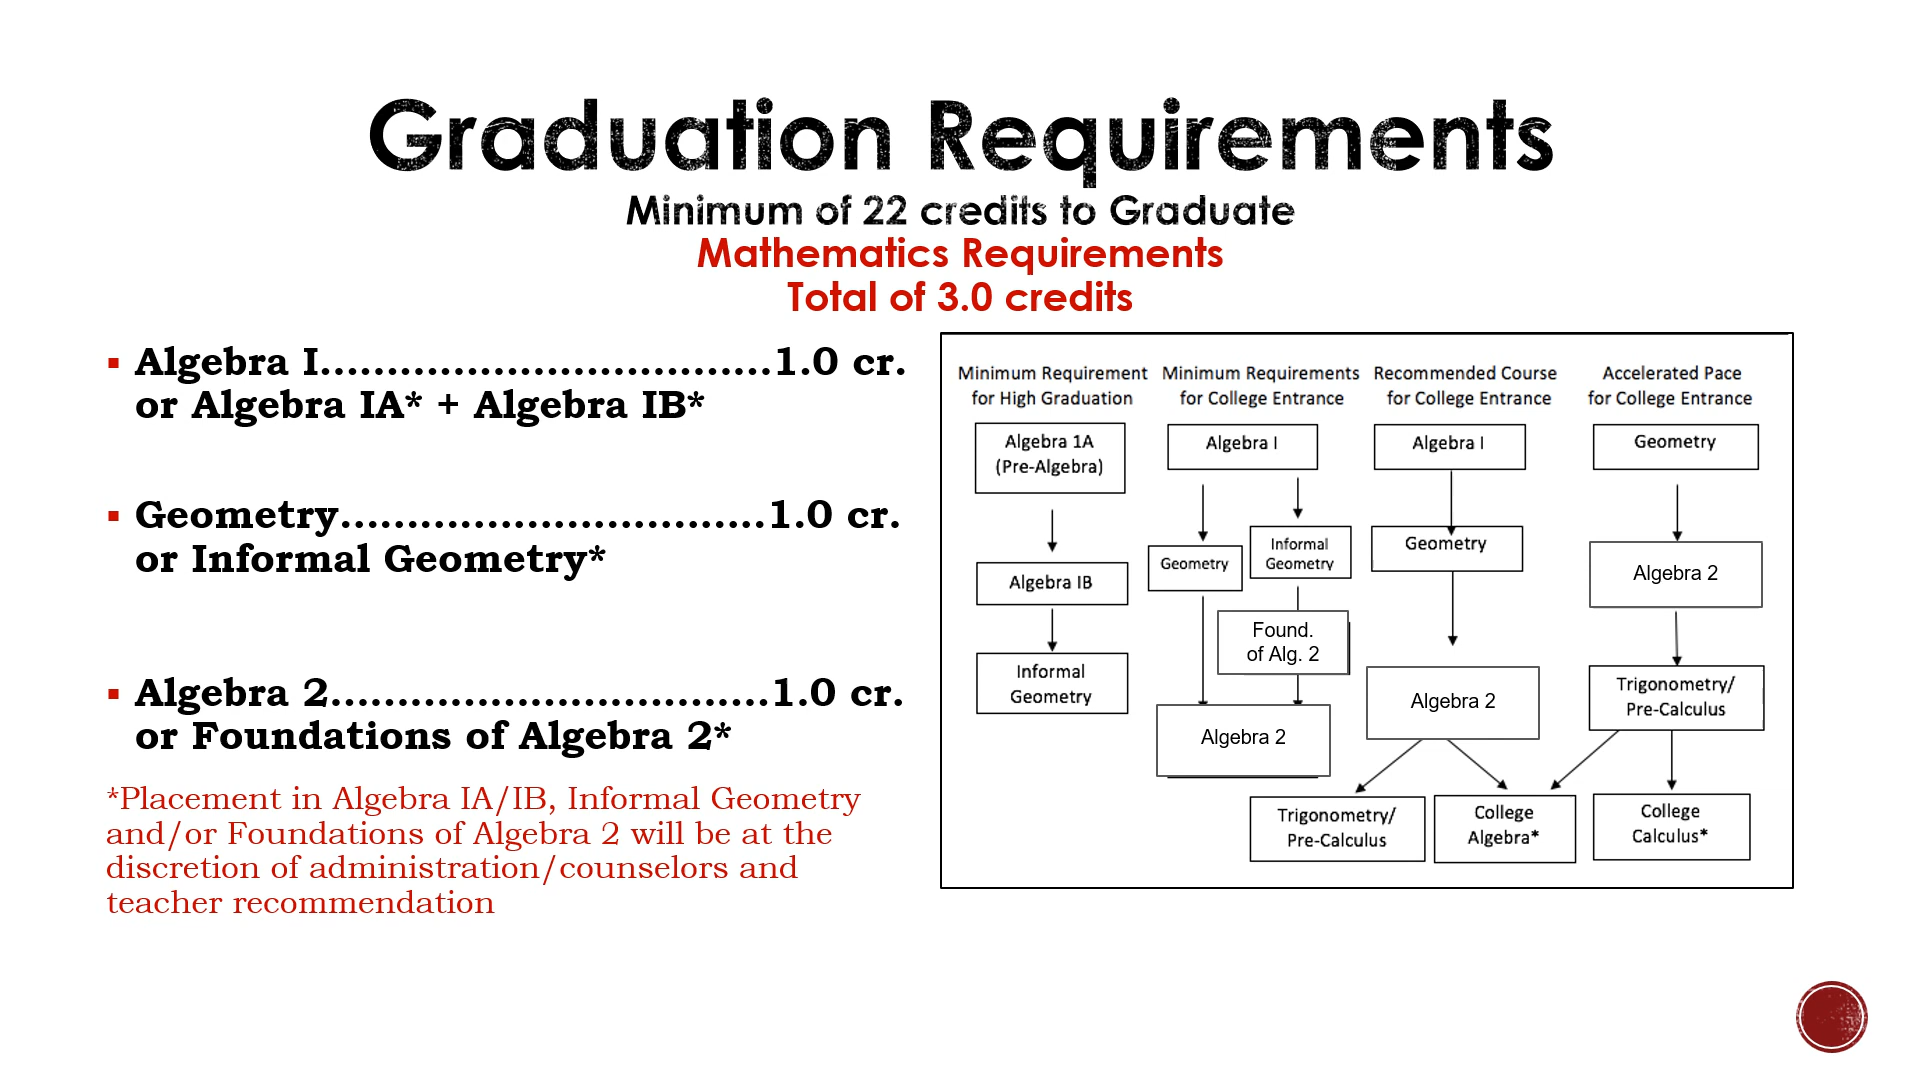 Graduation Requirements
Minimum of 22 credits to Graduate
Mathematics Requirements
Total of 3.0 credits
▪ Algebra I..................................1.0 cr.
or Algebra IA* + Algebra IB*
▪ Geometry................................1.0 cr.
or Informal Geometry*
▪ Algebra 2.................................1.0 cr.
or Foundations of Algebra 2*
*Placement in Algebra IA/IB, Informal Geometry
and/or Foundations of Algebra 2 will be at the
discretion of administration/counselors and
teacher recommendation
Minimum Requirement
for High Graduation
Algebra 1A
(Pre-Algebra)
Algebra IB
Informal
Geometry
Minimum Requirements
for College Entrance
Algebra I
Geometry
Informal
Geometry
Found.
of Alg. 2
Algebra 2
Recommended Course
for College Entrance
Algebra I
Geometry
Algebra 2
Trigonometry/
Pre-Calculus
College
Algebra*
Accelerated Pace
for College Entrance
Geometry
Algebra 2
Trigonometry/
Pre-Calculus
College
Calculus*